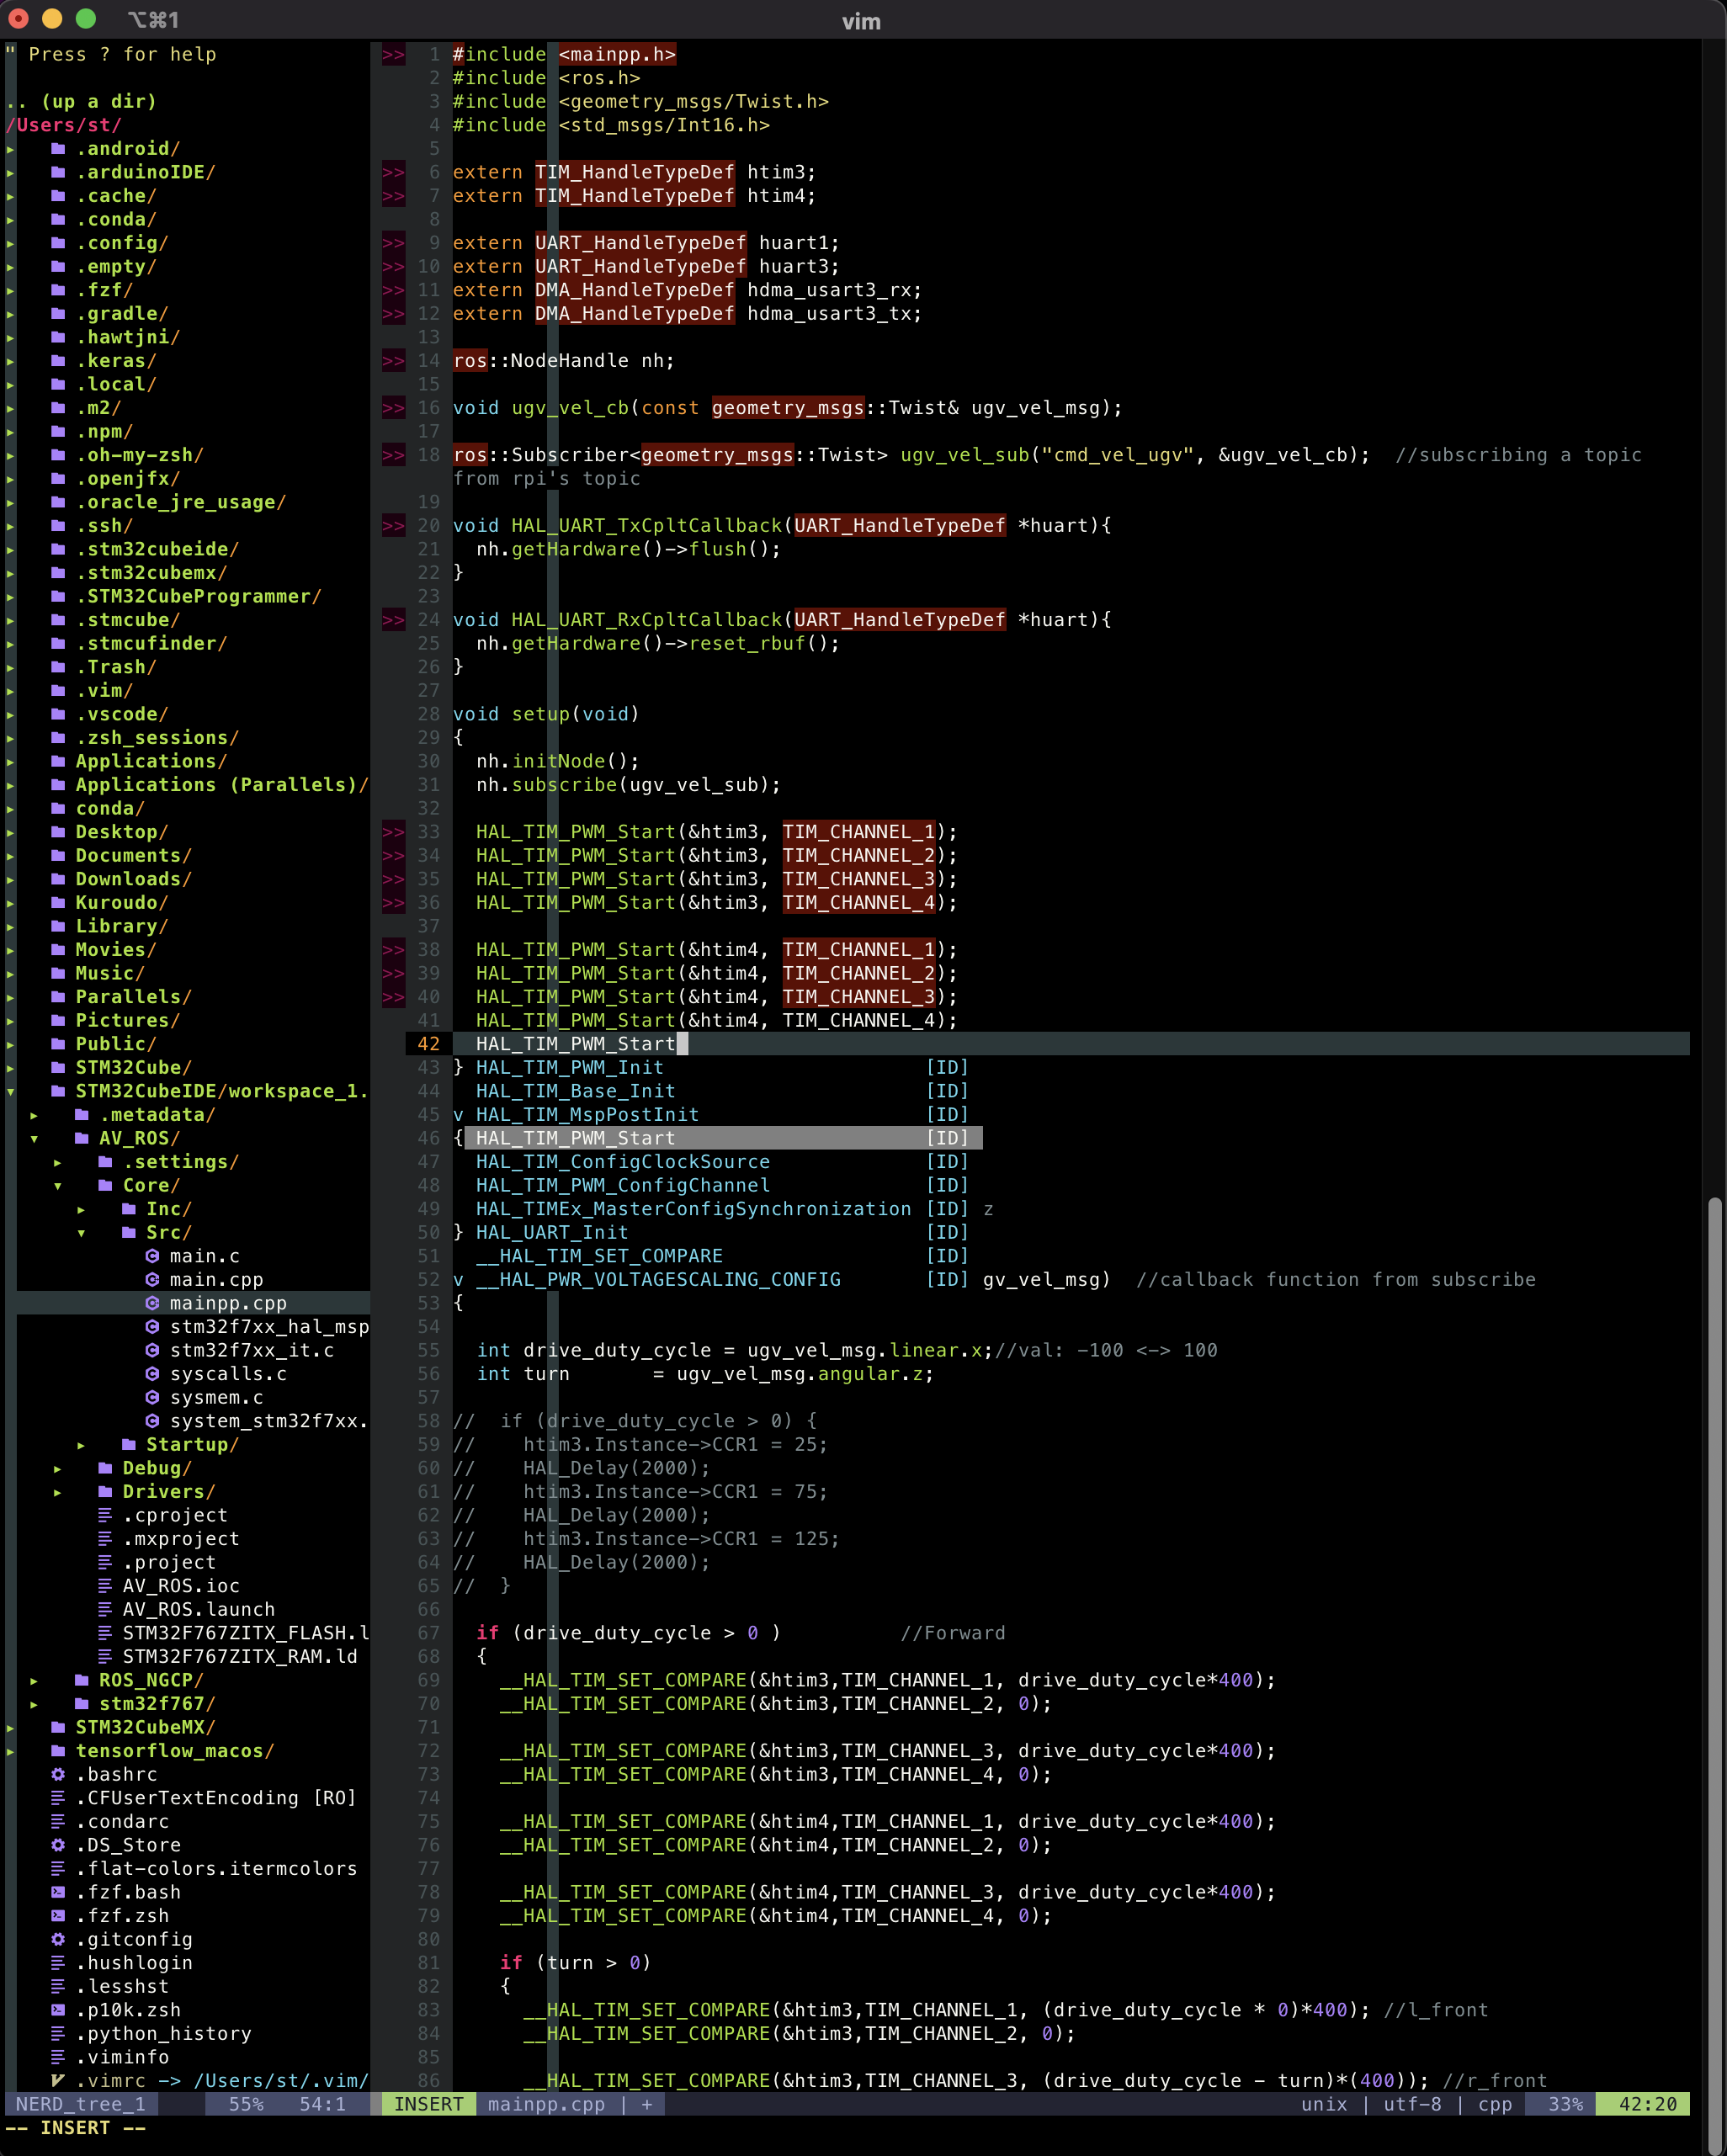 ⌥⌘1
vim
" Press ? for help
.. (up a dir)
/Users/st/
▸ .android/
▸ .arduinoIDE/
▸ .cache/
▸ .conda/
▸ .config/
▸ .empty/
▸ .fzf/
▸ .gradle/
▸ .hawtjni/
▸ .keras/
▸ .local/
▸ .m2/
▸ .npm/
▸ .oh-my-zsh/
▸ .openjfx/
▸ .oracle_jre_usage/
▸ .ssh/
▸ .stm32cubeide/
▸ .stm32cubemx/
▸ .STM32CubeProgrammer/
▸ .stmcube/
▸ .stmcufinder/
▸ .Trash/
▸ .vim/
▸ .vscode/
▸ .zsh_sessions/
▸ Applications/
▸ Applications (Parallels)/
▸ conda/
▸ Desktop/
▸ Documents/
▸ Downloads/
▸ Kuroudo/
▸ Library/
▸ Movies/
▸ Music/
▸ Parallels/
▸ Pictures/
▸ Public/
▸ STM32Cube/
▾ STM32CubeIDE/workspace_1.
▸ .metadata/
▾ AV_ROS/
▸ .settings/
▾ Core/
▸ Inc/
▾ Src/
main.c
main.cpp
mainpp.cpp
stm32f7xx_hal_msp
stm32f7xx_it.c
syscalls.c
sysmem.c
system_stm32f7xx.
▸ Startup/
▸ Debug/
▸ Drivers/
.cproject
.mxproject
.project
AV_ROS.ioc
AV_ROS.launch
STM32F767ZITX_FLASH.l
STM32F767ZITX_RAM.ld
▸ ROS_NGCP/
▸ stm32f767/
▸ STM32CubeMX/
▸ tensorflow_macos/
.bashrc
.CFUserTextEncoding [RO]
.condarc
.DS_Store
.flat-colors.itermcolors
.fzf.bash
.fzf.zsh
.gitconfig
.hushlogin
.lesshst
.p10k.zsh
.python_history
.viminfo
.vimrc -> /Users/st/.vim/
>> 1 #include <mainpp.h>
2 #include <ros.h>
3 #include <geometry_msgs/Twist.h>
4 #include <std_msgs/Int16.h>
5
>> 6 extern TIM_HandleTypeDef htim3;
>> 7 extern TIM_HandleTypeDef htim4;
8
>> 9 extern UART_HandleTypeDef huart1;
>> 10 extern UART_HandleTypeDef huart3;
>> 11 extern DMA_HandleTypeDef hdma_usart3_rx;
>> 12 extern DMA_HandleTypeDef hdma_usart3_tx;
13
>> 14 ros::NodeHandle nh;
15
>> 16 void ugv_vel_cb(const geometry_msgs::Twist& ugv_vel_msg);
17
>> 18 ros::Subscriber<geometry_msgs::Twist> ugv_vel_sub("cmd_vel_ugv", &ugv_vel_cb);  //subscribing a topic
from rpi's topic
19
>> 20 void HAL_UART_TxCpltCallback(UART_HandleTypeDef *huart){
21   nh.getHardware()->flush();
22 }
23
>> 24 void HAL_UART_RxCpltCallback(UART_HandleTypeDef *huart){
25   nh.getHardware()->reset_rbuf();
26 }
27
28 void setup(void)
29 {
30   nh.initNode();
31   nh.subscribe(ugv_vel_sub);
32
>> 33   HAL_TIM_PWM_Start(&htim3, TIM_CHANNEL_1);
>> 34   HAL_TIM_PWM_Start(&htim3, TIM_CHANNEL_2);
>> 35   HAL_TIM_PWM_Start(&htim3, TIM_CHANNEL_3);
>> 36   HAL_TIM_PWM_Start(&htim3, TIM_CHANNEL_4);
37
>> 38   HAL_TIM_PWM_Start(&htim4, TIM_CHANNEL_1);
>> 39   HAL_TIM_PWM_Start(&htim4, TIM_CHANNEL_2);
>> 40   HAL_TIM_PWM_Start(&htim4, TIM_CHANNEL_3);
41   HAL_TIM_PWM_Start(&htim4, TIM_CHANNEL_4);
42   HAL_TIM_PWM_Start
43 } HAL_TIM_PWM_Init [ID]
44   HAL_TIM_Base_Init [ID]
45 v HAL_TIM_MspPostInit [ID]
46 { HAL_TIM_PWM_Start [ID]
47   HAL_TIM_ConfigClockSource [ID]
48   HAL_TIM_PWM_ConfigChannel [ID]
49   HAL_TIMEx_MasterConfigSynchronization [ID] z
50 } HAL_UART_Init [ID]
51   __HAL_TIM_SET_COMPARE [ID]
52 v __HAL_PWR_VOLTAGESCALING_CONFIG [ID] gv_vel_msg)  //callback function from subscribe
53 {
54
55   int drive_duty_cycle = ugv_vel_msg.linear.x;//val: -100 <-> 100
56   int turn       = ugv_vel_msg.angular.z;
57
58 //  if (drive_duty_cycle > 0) {
59 //    htim3.Instance->CCR1 = 25;
60 //    HAL_Delay(2000);
61 //    htim3.Instance->CCR1 = 75;
62 //    HAL_Delay(2000);
63 //    htim3.Instance->CCR1 = 125;
64 //    HAL_Delay(2000);
65 //  }
66
67   if (drive_duty_cycle > 0 )          //Forward
68   {
69     __HAL_TIM_SET_COMPARE(&htim3,TIM_CHANNEL_1, drive_duty_cycle*400);
70     __HAL_TIM_SET_COMPARE(&htim3,TIM_CHANNEL_2, 0);
71
72     __HAL_TIM_SET_COMPARE(&htim3,TIM_CHANNEL_3, drive_duty_cycle*400);
73     __HAL_TIM_SET_COMPARE(&htim3,TIM_CHANNEL_4, 0);
74
75     __HAL_TIM_SET_COMPARE(&htim4,TIM_CHANNEL_1, drive_duty_cycle*400);
76     __HAL_TIM_SET_COMPARE(&htim4,TIM_CHANNEL_2, 0);
77
78     __HAL_TIM_SET_COMPARE(&htim4,TIM_CHANNEL_3, drive_duty_cycle*400);
79     __HAL_TIM_SET_COMPARE(&htim4,TIM_CHANNEL_4, 0);
80
81     if (turn > 0)
82     {
83       __HAL_TIM_SET_COMPARE(&htim3,TIM_CHANNEL_1, (drive_duty_cycle * 0)*400); //l_front
84       __HAL_TIM_SET_COMPARE(&htim3,TIM_CHANNEL_2, 0);
85
86       __HAL_TIM_SET_COMPARE(&htim3,TIM_CHANNEL_3, (drive_duty_cycle - turn)*(400)); //r_front
NERD_tree_1 55% 54:1 INSERT mainpp.cpp | + unix | utf-8 | cpp 33% 42:20
-- INSERT --